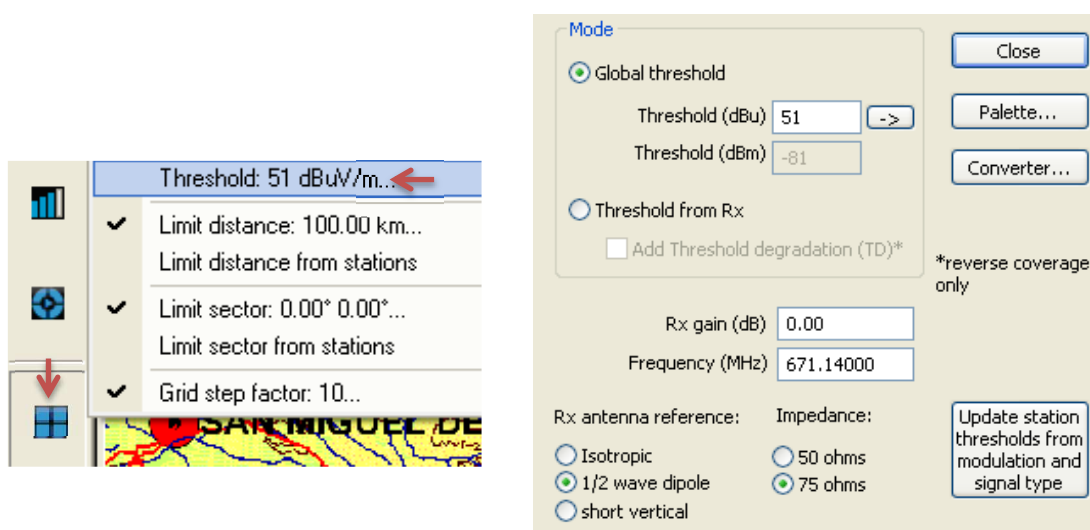 Threshold: 51 dBuV/m...
Limit distance: 100.00 km...
Limit distance from stations
Limit sector: 0.00° 0.00°...
Limit sector from stations
Grid step factor: 10...
SAN MIGUEL DE
Mode
Global threshold
Threshold (dBu) 51 ->
Threshold (dBm) -81
Threshold from Rx
Add Threshold degradation (TD)*
Close
Palette...
Converter...
*reverse coverage
only
Rx gain (dB) 0.00
Frequency (MHz) 671.14000
Rx antenna reference:
Isotropic
1/2 wave dipole
short vertical
Impedance:
50 ohms
75 ohms
Update station
thresholds from
modulation and
signal type